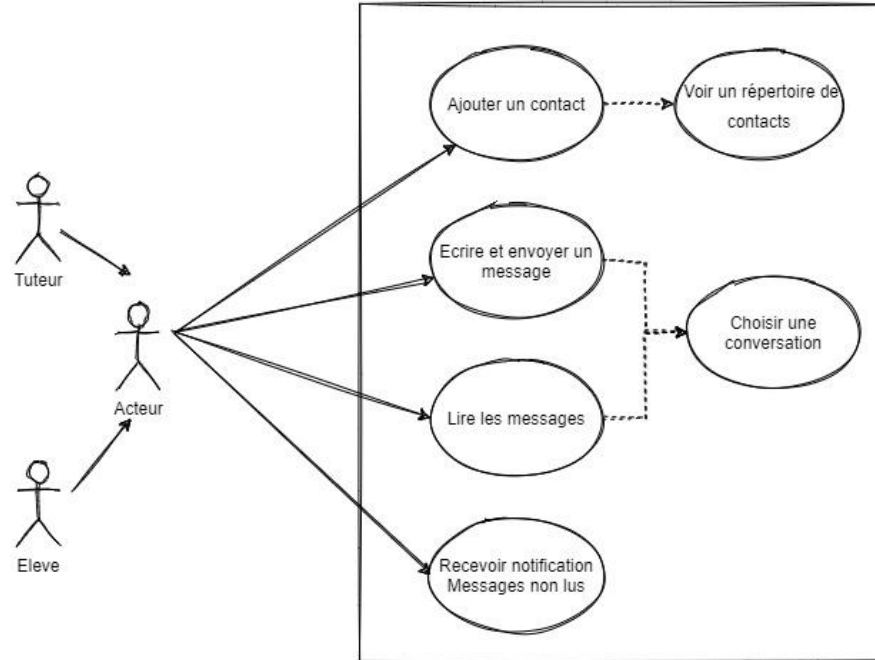 Ajouter un contact
Voir un répertoire de
contacts
Tuteur
Ecrire et envoyer un
message
Acteur
Choisir une
conversation
Lire les messages
Eleve
Recevoir notification
Messages non lus